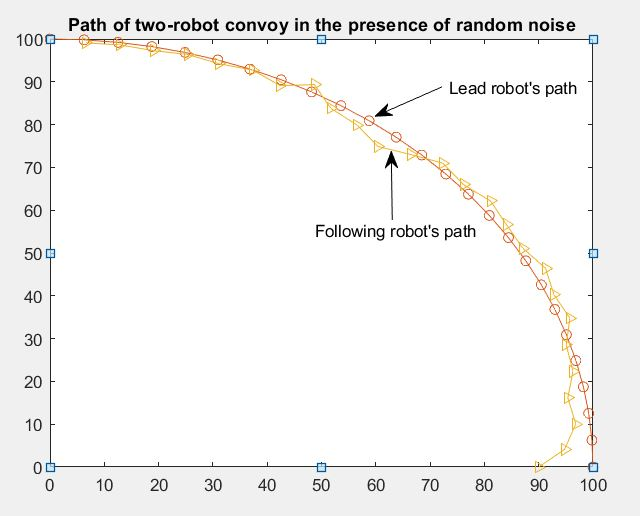 Path of two-robot convoy in the presence of random noise
100
90
80
70
60
50
40
30
20
10
0
Lead robot's path
Following robot's path
0 10 20 30 40 50 60 70 80 90 100